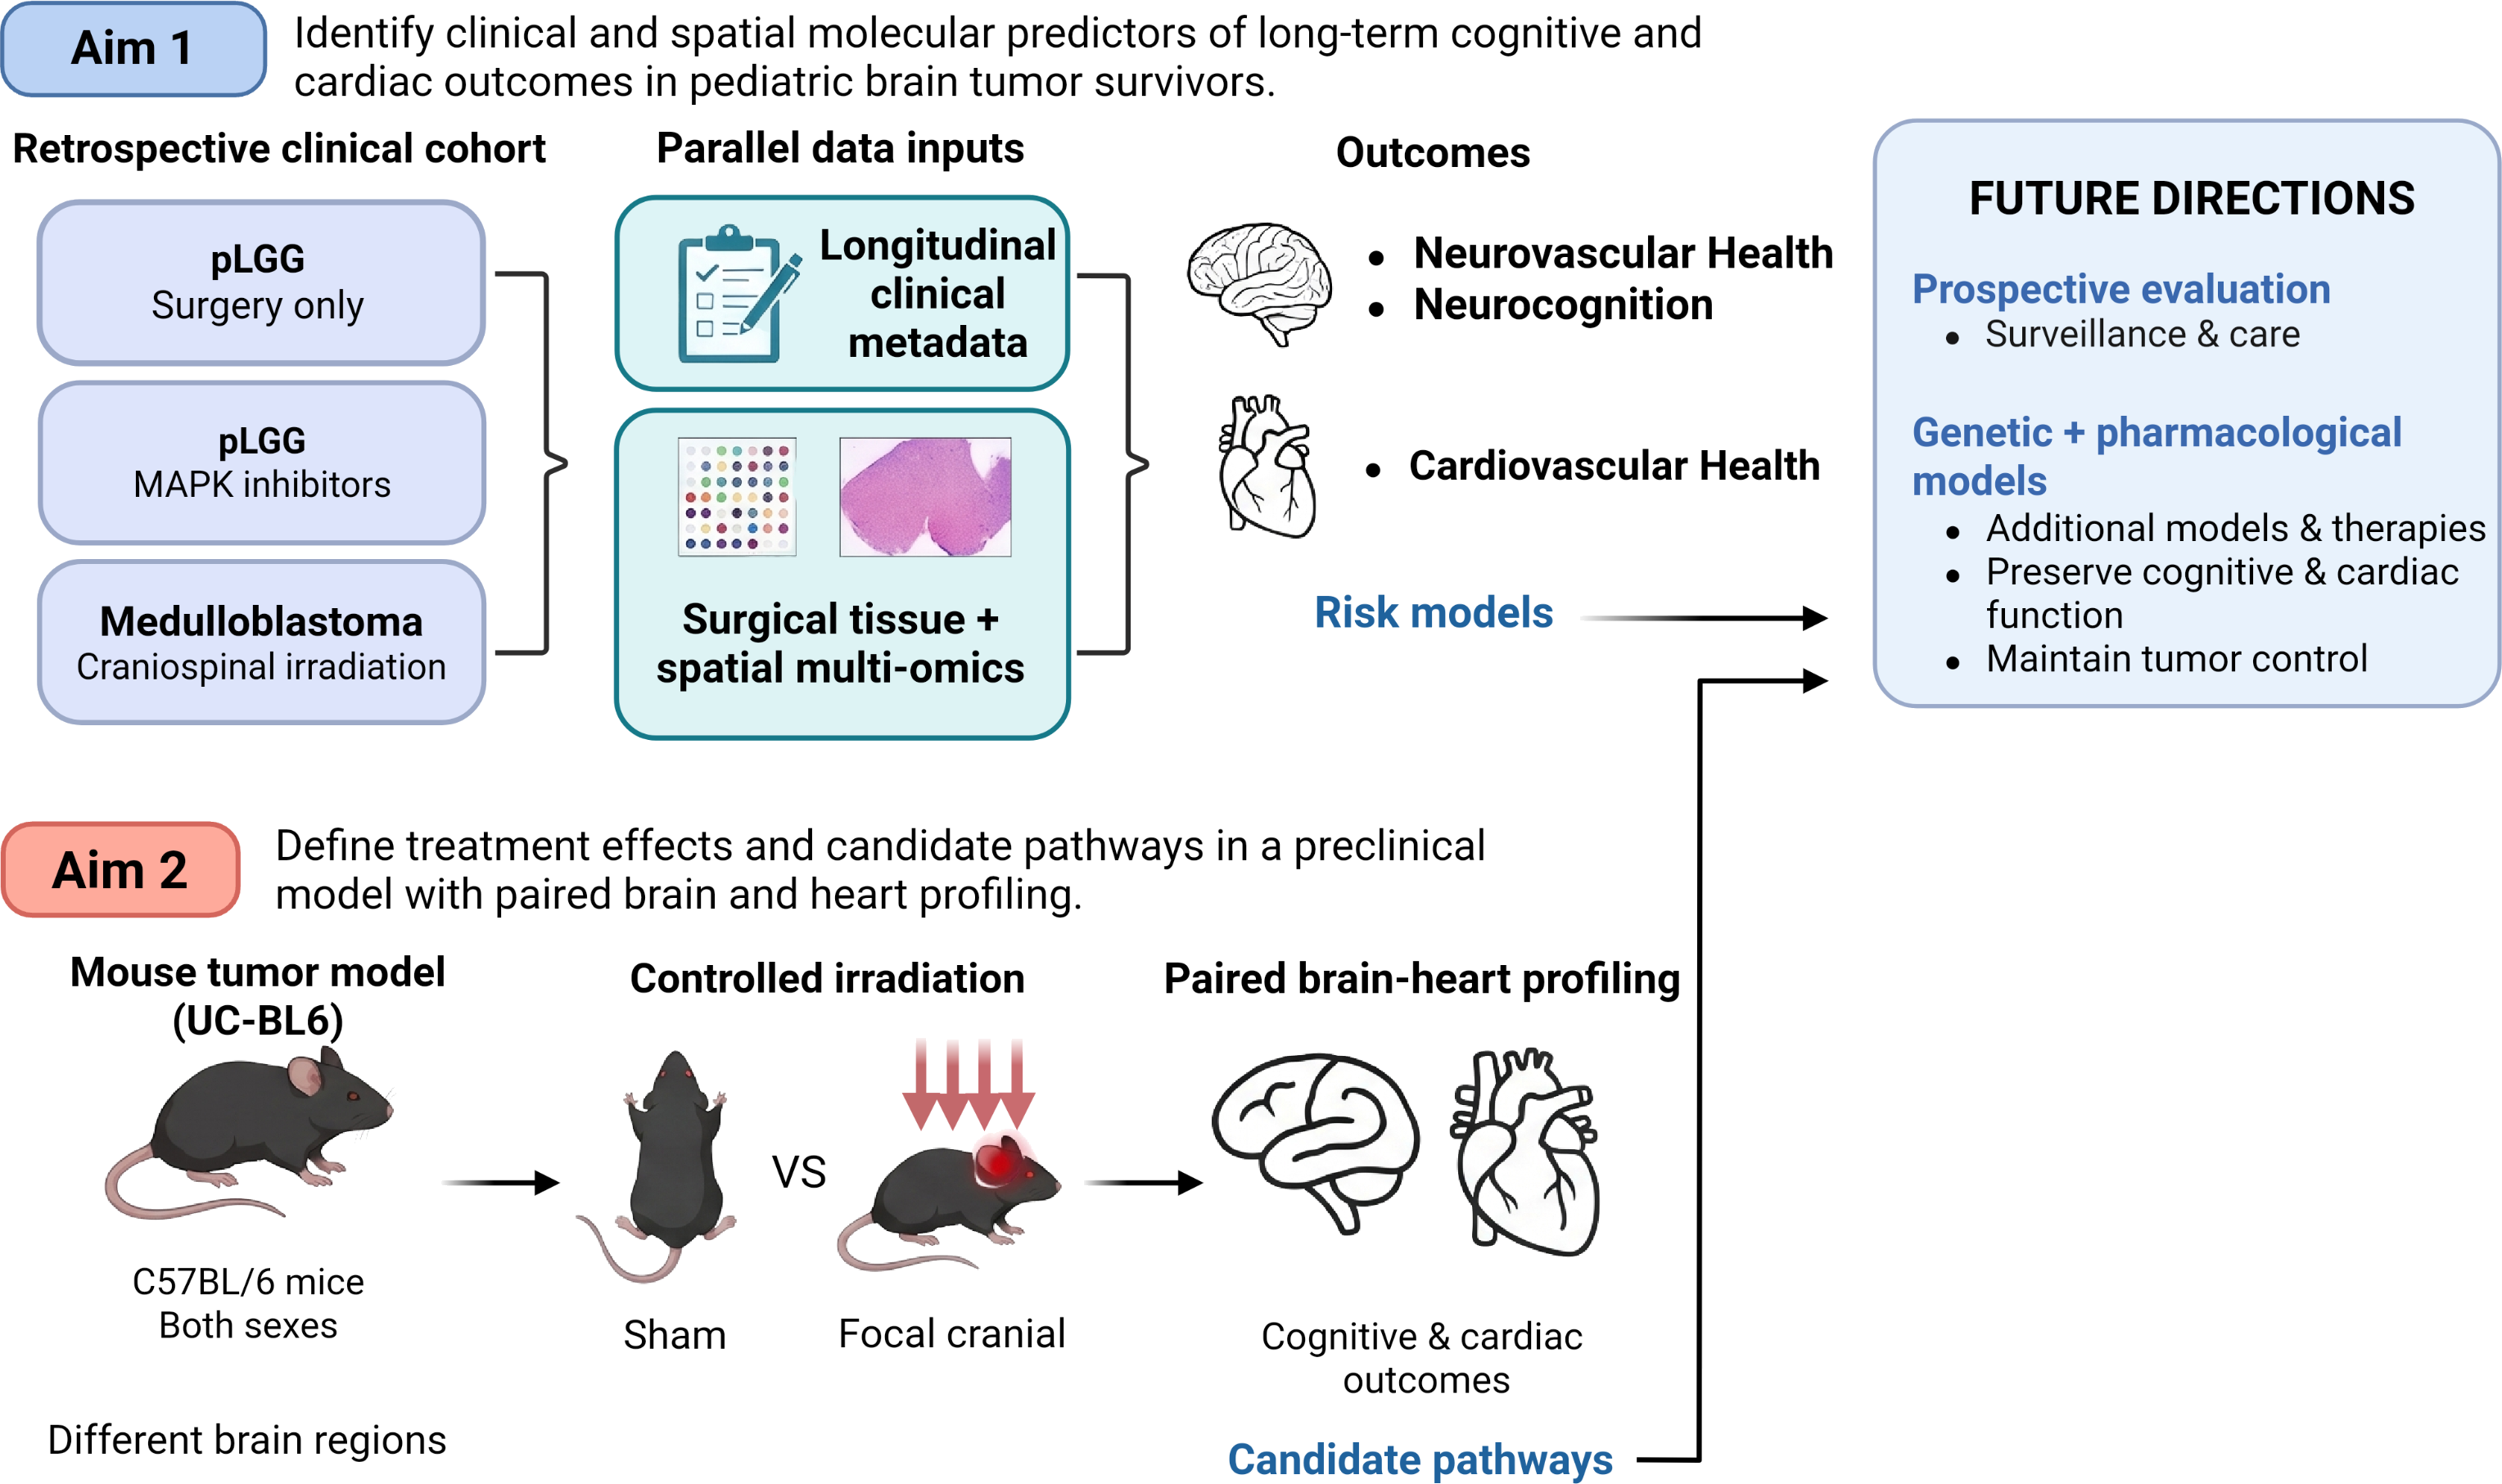 Aim 1
Identify clinical and spatial molecular predictors of long-term cognitive and
cardiac outcomes in pediatric brain tumor survivors.
Retrospective clinical cohort
pLGG
Surgery only
pLGG
MAPK inhibitors
Medulloblastoma
Craniospinal irradiation
Parallel data inputs
Longitudinal
clinical
metadata
Surgical tissue +
spatial multi-omics
Outcomes
• Neurovascular Health
• Neurocognition
• Cardiovascular Health
Risk models
FUTURE DIRECTIONS
Prospective evaluation
• Surveillance & care
Genetic + pharmacological
models
• Additional models & therapies
• Preserve cognitive & cardiac
function
• Maintain tumor control
Aim 2
Define treatment effects and candidate pathways in a preclinical
model with paired brain and heart profiling.
Mouse tumor model
(UC-BL6)
C57BL/6 mice
Both sexes
Different brain regions
Controlled irradiation
VS
Sham
Focal cranial
Paired brain-heart profiling
Cognitive & cardiac
outcomes
Candidate pathways